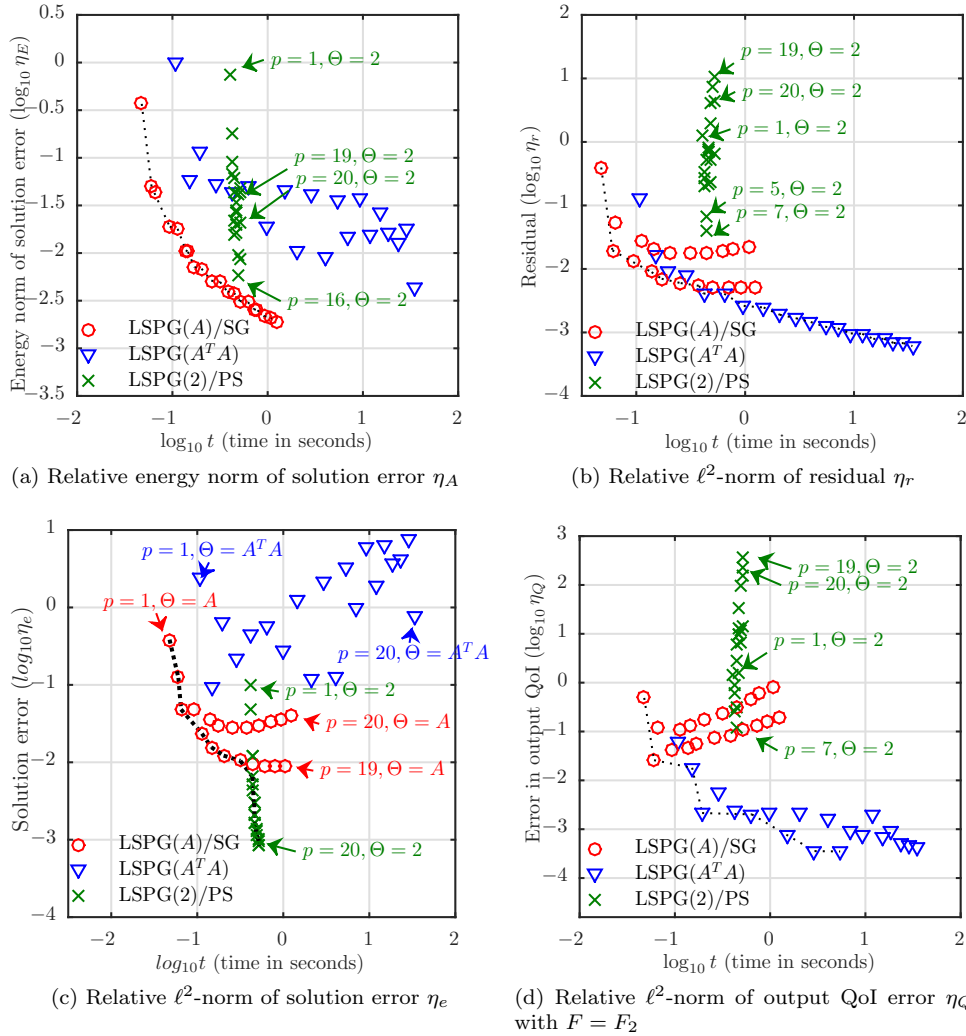 Energy norm of solution error (log10 ηE)
0.5
0
−0.5
−1
−1.5
−2
−2.5
−3
−3.5
p = 1, Θ = 2
p = 19, Θ = 2
p = 20, Θ = 2
p = 16, Θ = 2
LSPG(A)/SG
LSPG(A^T A)
LSPG(2)/PS
−2 −1 0 1 2
log10 t (time in seconds)
(a) Relative energy norm of solution error ηA
Residual (log10 ηr)
2
1
0
−1
−2
−3
−4
p = 19, Θ = 2
p = 20, Θ = 2
p = 1, Θ = 2
p = 5, Θ = 2
p = 7, Θ = 2
LSPG(A)/SG
LSPG(A^T A)
LSPG(2)/PS
−1 0 1 2
log10 t (time in seconds)
(b) Relative ℓ²-norm of residual ηr
Solution error (log10 ηe)
1
0
−1
−2
−3
−4
p = 1, Θ = A^T A
p = 1, Θ = A
p = 20, Θ = A^T A
p = 1, Θ = 2
p = 20, Θ = A
p = 19, Θ = A
p = 20, Θ = 2
LSPG(A)/SG
LSPG(A^T A)
LSPG(2)/PS
−2 −1 0 1 2
log10 t (time in seconds)
(c) Relative ℓ²-norm of solution error ηe
Error in output QoI (log10 ηQ)
3
2
1
0
−1
−2
−3
−4
p = 19, Θ = 2
p = 20, Θ = 2
p = 1, Θ = 2
p = 7, Θ = 2
LSPG(A)/SG
LSPG(A^T A)
LSPG(2)/PS
−2 −1 0 1 2
log10 t (time in seconds)
(d) Relative ℓ²-norm of output QoI error ηQ
with F = F2